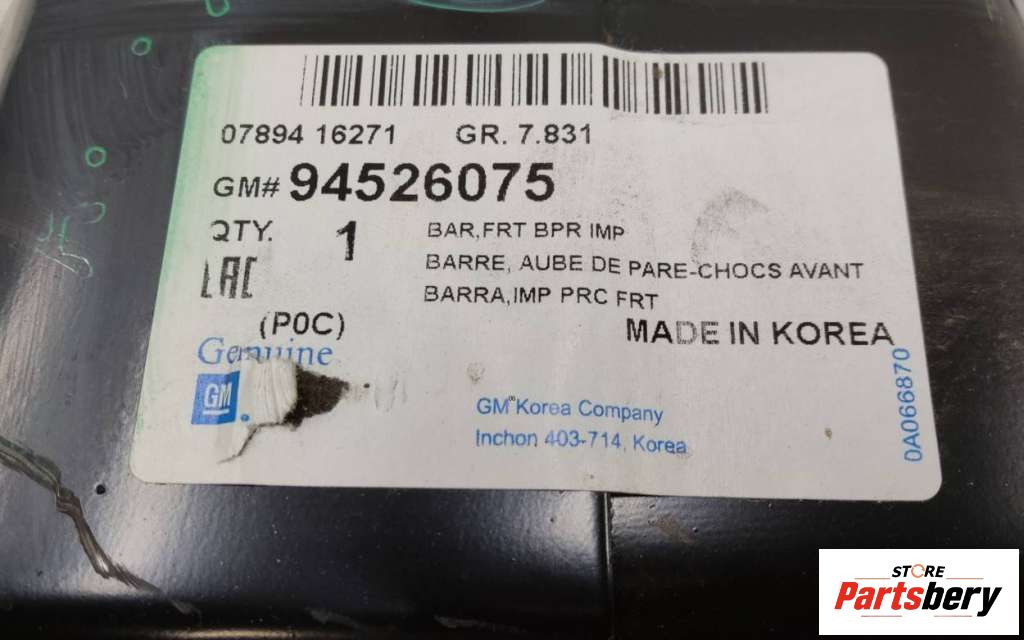 07894 16271 GR. 7.831
GM# 94526075
QTY. 1
BAR,FRT BPR IMP
BARRE, AUBE DE PARE-CHOCS AVANT
BARRA,IMP PRC FRT
(P0C)
MADE IN KOREA
Genuine
GM
GM Korea Company
Inchon 403-714, Korea
0A066870
STORE
Partsbery